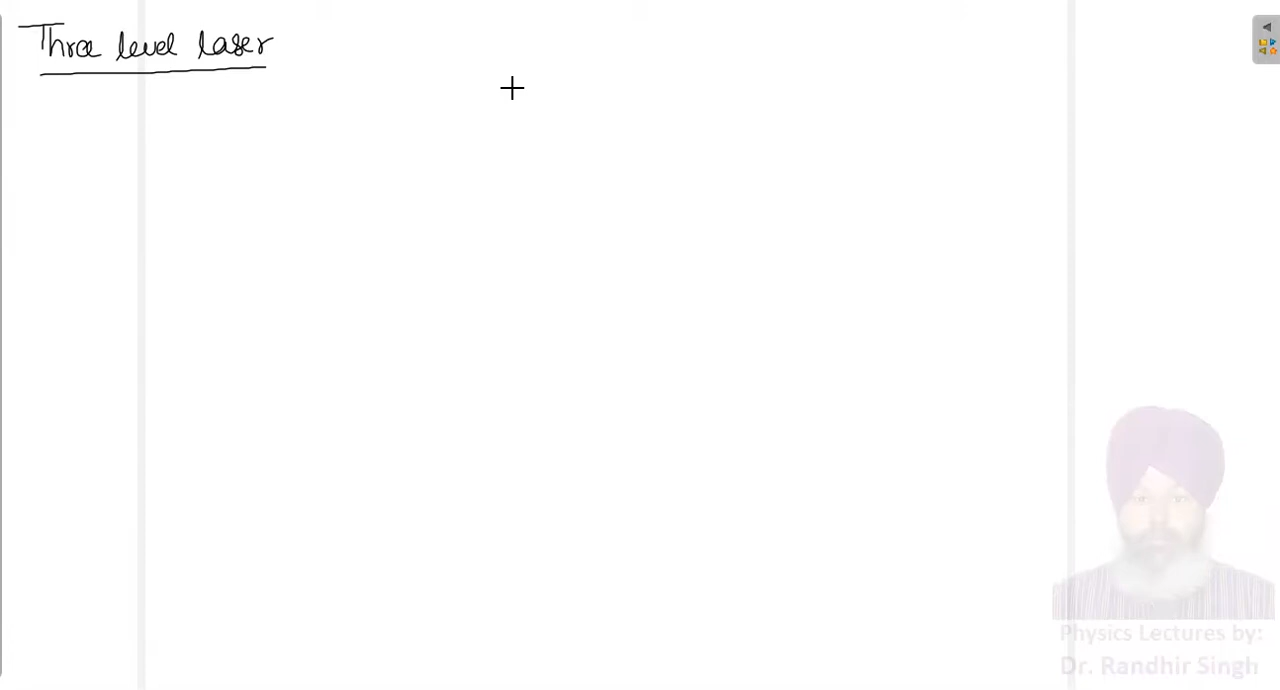 Three level laser
Physics Lectures by:
Dr. Randhir Singh